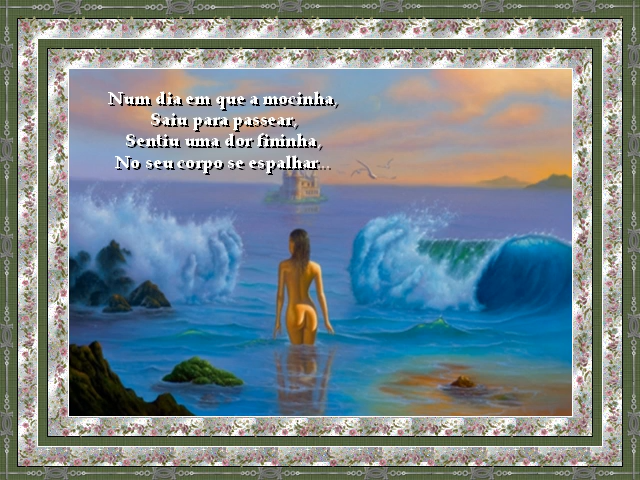 Num dia em que a mocinha,
Saiu para passear,
Sentiu uma dor fininha,
No seu corpo se espalhar...